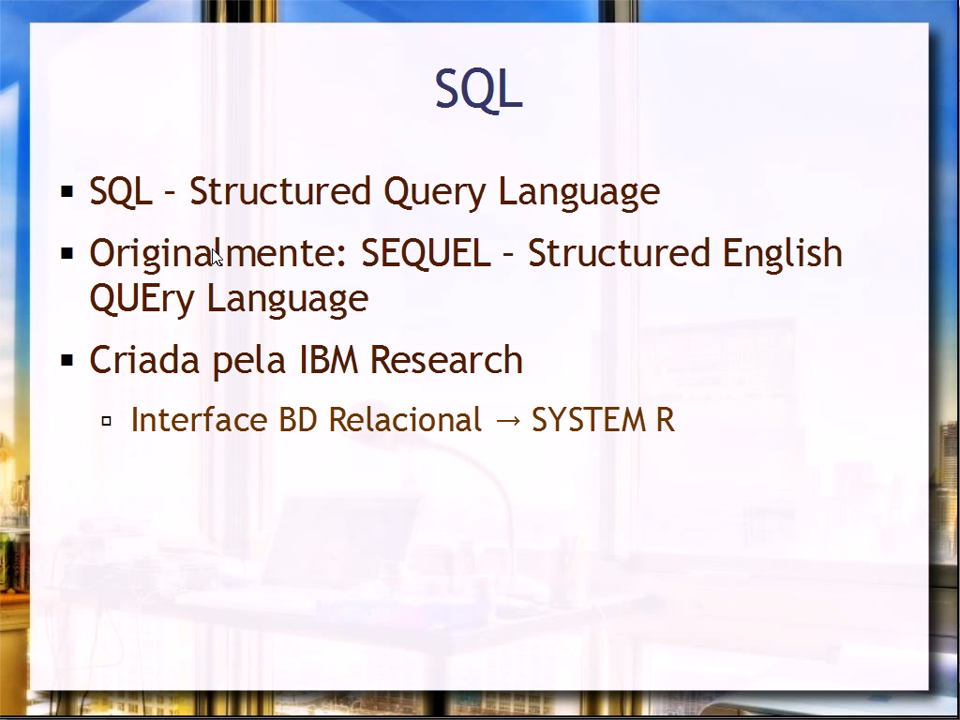 SQL
SQL – Structured Query Language
Originalmente: SEQUEL – Structured English
QUEry Language
Criada pela IBM Research
Interface BD Relacional → SYSTEM R